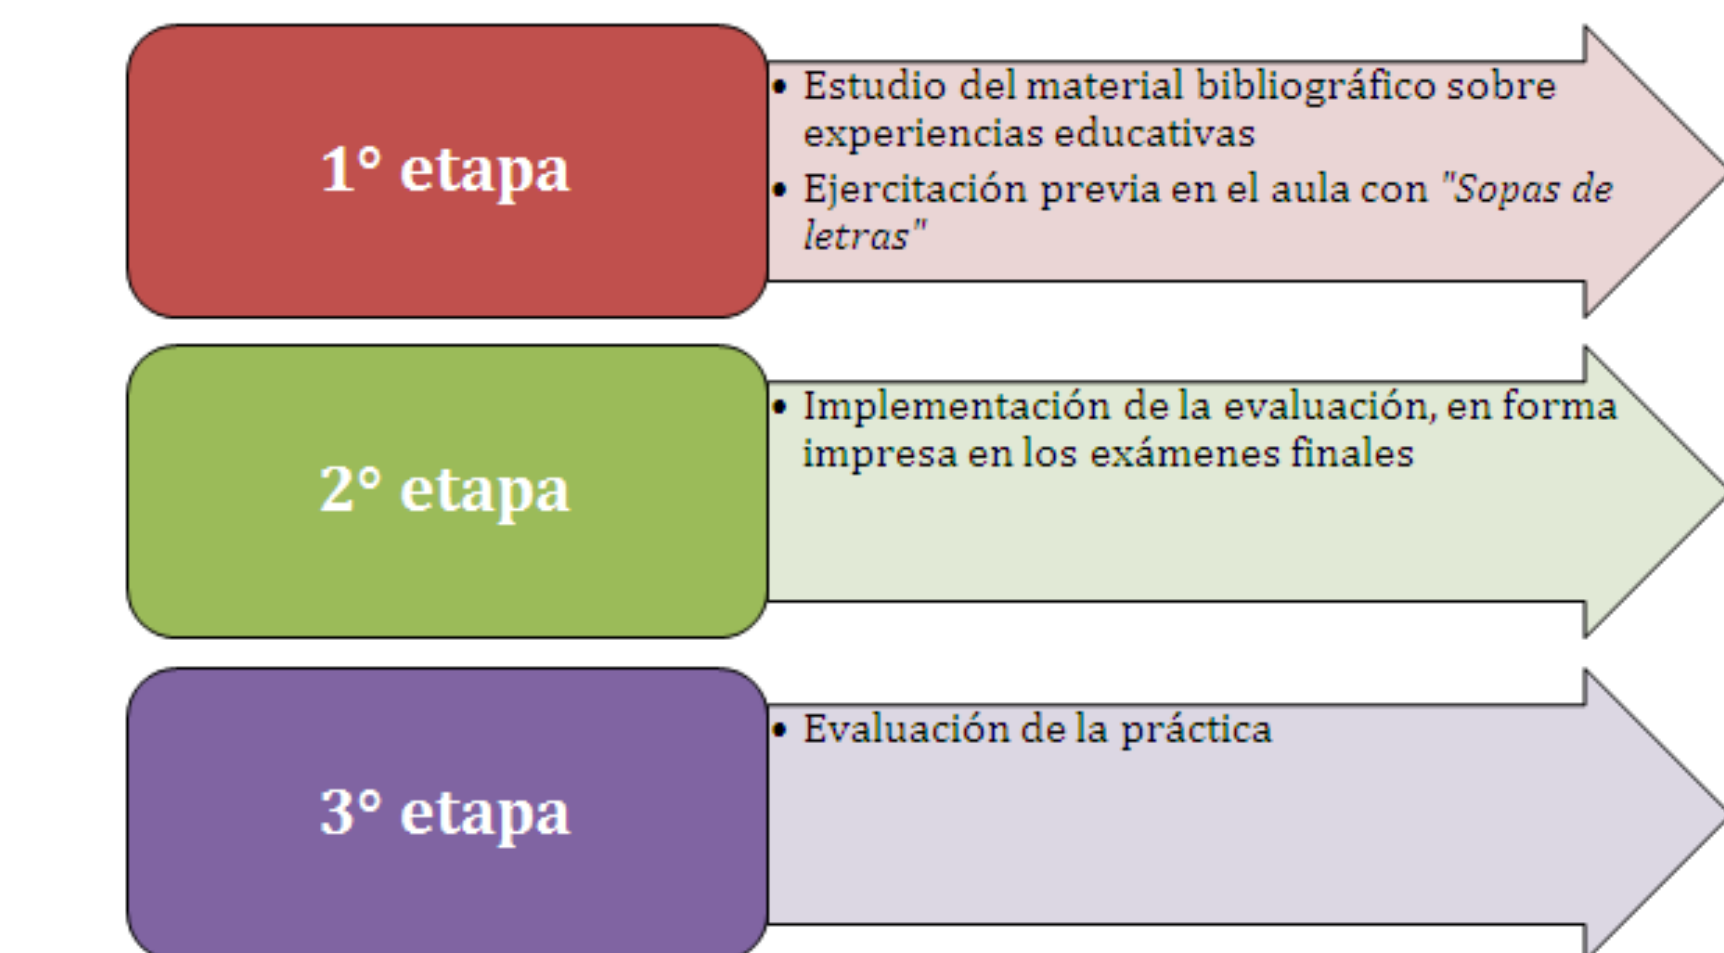 1° etapa
• Estudio del material bibliográfico sobre
experiencias educativas
• Ejercitación previa en el aula con "Sopas de
letras"
2° etapa
• Implementación de la evaluación, en forma
impresa en los exámenes finales
3° etapa
• Evaluación de la práctica